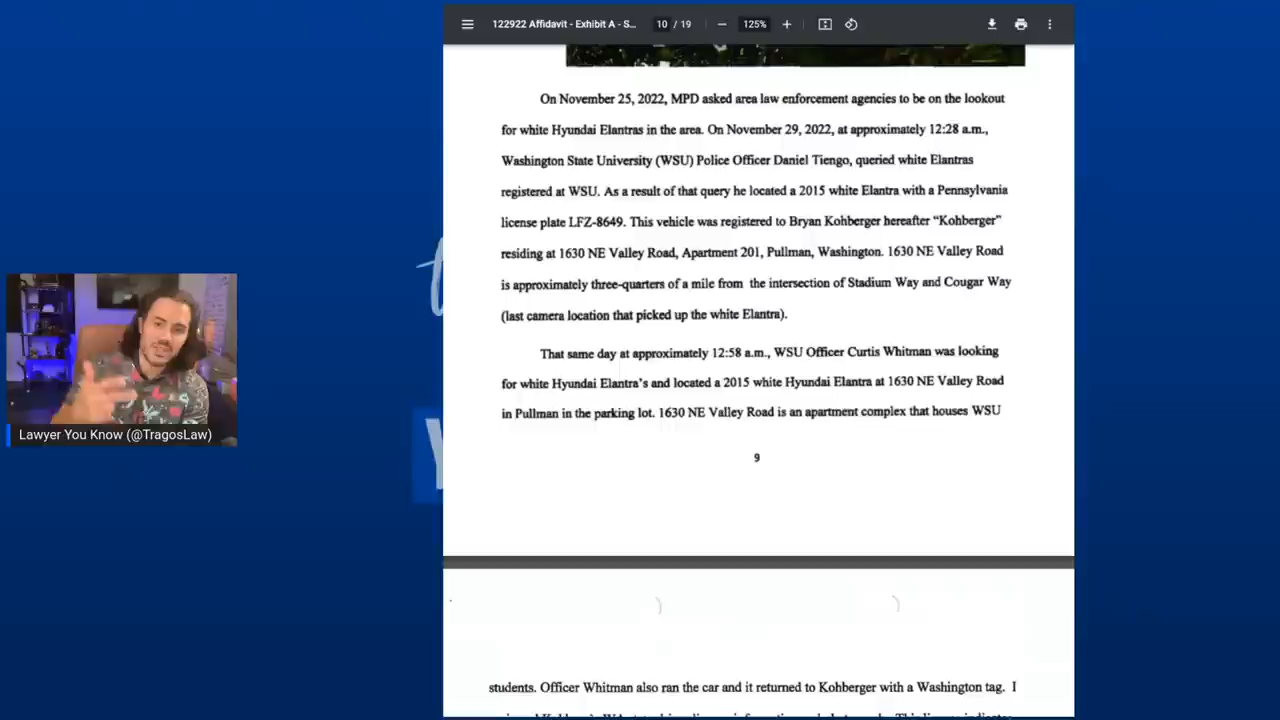 122922 Affidavit - Exhibit A - S... 10 / 19 125%
On November 25, 2022, MPD asked area law enforcement agencies to be on the lookout
for white Hyundai Elantras in the area. On November 29, 2022, at approximately 12:28 a.m.,
Washington State University (WSU) Police Officer Daniel Tiengo, queried white Elantras
registered at WSU. As a result of that query he located a 2015 white Elantra with a Pennsylvania
license plate LFZ-8649. This vehicle was registered to Bryan Kohberger hereafter “Kohberger”
residing at 1630 NE Valley Road, Apartment 201, Pullman, Washington. 1630 NE Valley Road
is approximately three-quarters of a mile from the intersection of Stadium Way and Cougar Way
(last camera location that picked up the white Elantra).
That same day at approximately 12:58 a.m., WSU Officer Curtis Whitman was looking
for white Hyundai Elantra's and located a 2015 white Hyundai Elantra at 1630 NE Valley Road
in Pullman in the parking lot. 1630 NE Valley Road is an apartment complex that houses WSU
9
students. Officer Whitman also ran the car and it returned to Kohberger with a Washington tag. I
Lawyer You Know (@TragosLaw)